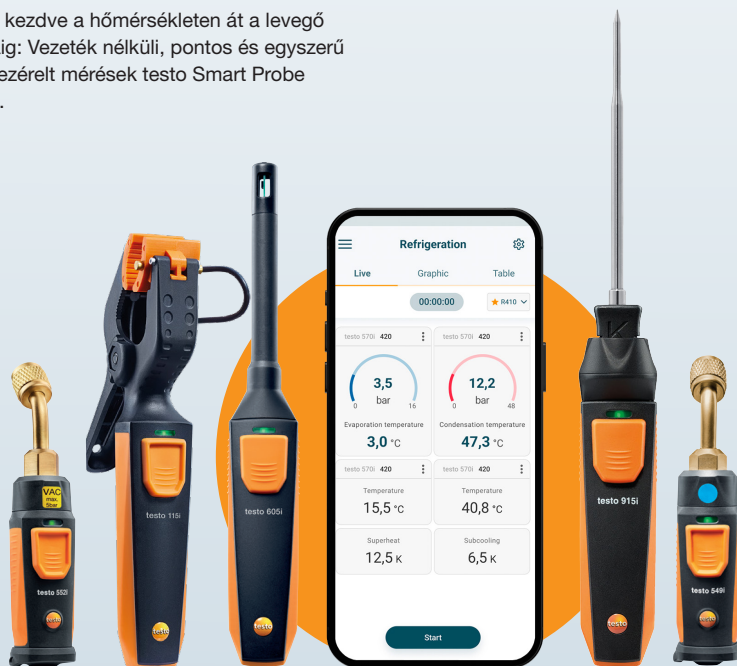 kezdve a hőmérsékleten át a levegő
ig: Vezeték nélküli, pontos és egyszerű
ezérelt mérések testo Smart Probe
.
Refrigeration
Live Graphic Table
00:00:00 R410
testo 570i 420 testo 570i 420
3,5 12,2
bar bar
0 16 0 48
Evaporation temperature Condensation temperature
3,0 °C 47,3 °C
testo 570i 420 testo 570i 420
Temperature Temperature
15,5 °C 40,8 °C
Superheat Subcooling
12,5 K 6,5 K
Start
VAC
max.
5bar
testo 552i
testo
testo 115i
testo
testo 605i
testo
testo 915i
testo
testo 549i
testo